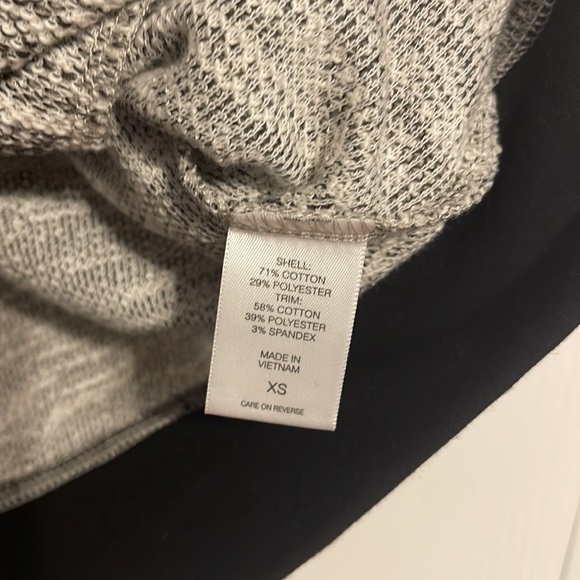 SHELL:
71% COTTON
29% POLYESTER
TRIM:
58% COTTON
39% POLYESTER
3% SPANDEX
MADE IN
VIETNAM
XS
CARE ON REVERSE